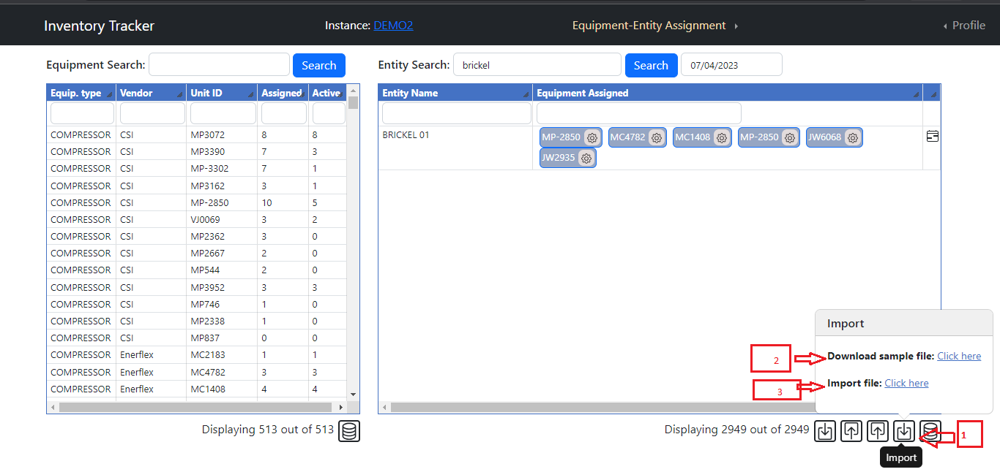 Inventory Tracker Instance: DEMO2 Equipment-Entity Assignment Profile
Equipment Search: Search Entity Search: brickel Search 07/04/2023
Equip. type Vendor Unit ID Assigned Active
COMPRESSOR CSI MP3072 8 8
COMPRESSOR CSI MP3390 7 3
COMPRESSOR CSI MP-3302 7 1
COMPRESSOR CSI MP3162 3 1
COMPRESSOR CSI MP-2850 10 5
COMPRESSOR CSI VJ0069 3 2
COMPRESSOR CSI MP2362 3 0
COMPRESSOR CSI MP2667 2 0
COMPRESSOR CSI MP544 2 0
COMPRESSOR CSI MP3952 3 3
COMPRESSOR CSI MP746 1 0
COMPRESSOR CSI MP2338 1 0
COMPRESSOR CSI MP837 0 0
COMPRESSOR Enerflex MC2183 1 1
COMPRESSOR Enerflex MC4782 3 3
COMPRESSOR Enerflex MC1408 4 4
Displaying 513 out of 513
Entity Name Equipment Assigned
BRICKEL 01 MP-2850 MC4782 MC1408 MP-2850 JW6068
JW2935
Import
2 Download sample file: Click here
3 Import file: Click here
Displaying 2949 out of 2949 1
Import